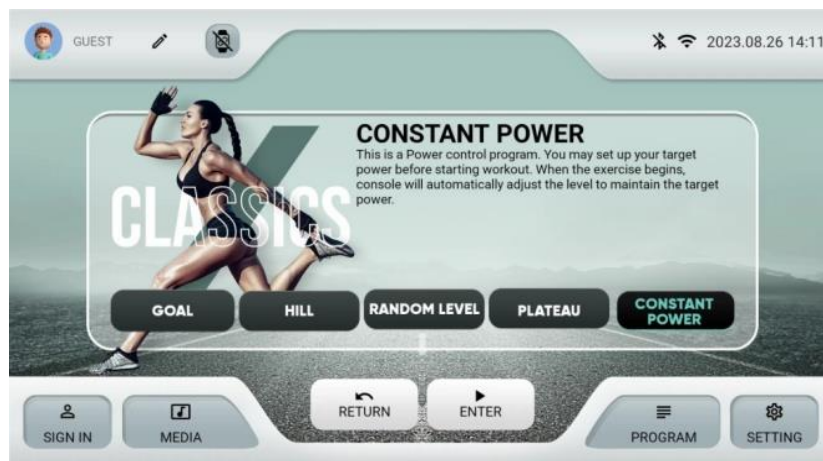 GUEST
2023.08.26 14:11
CONSTANT POWER
This is a Power control program. You may set up your target
power before starting workout. When the exercise begins,
console will automatically adjust the level to maintain the target
power.
X
CLASSICS
GOAL
HILL
RANDOM LEVEL
PLATEAU
CONSTANT
POWER
SIGN IN
MEDIA
RETURN
ENTER
PROGRAM
SETTING